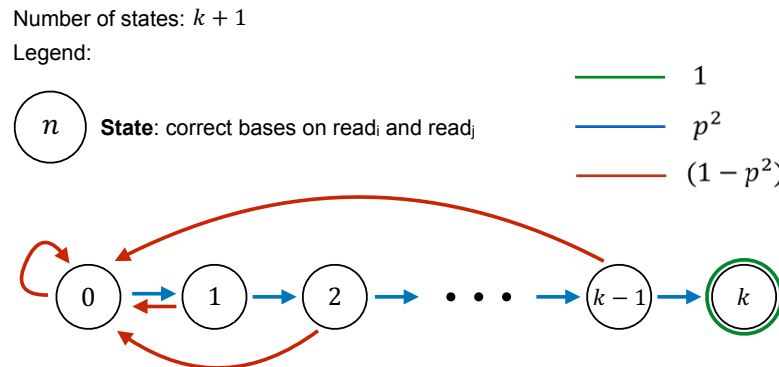 Number of states: k + 1
Legend:
n
State: correct bases on readᵢ and readⱼ
1
p²
(1 − p²)
0
1
2
• • •
k − 1
k